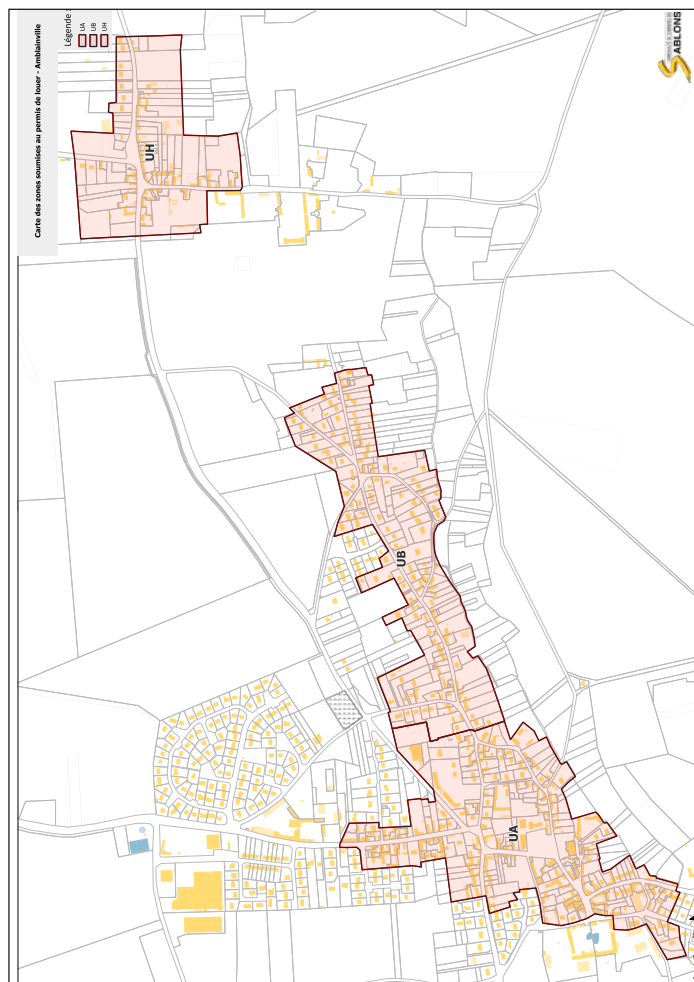 Carte des zones soumises au permis de louer - Amblainville
Légende :
UA
UB
UH
UH
UB
UA
SABLONS